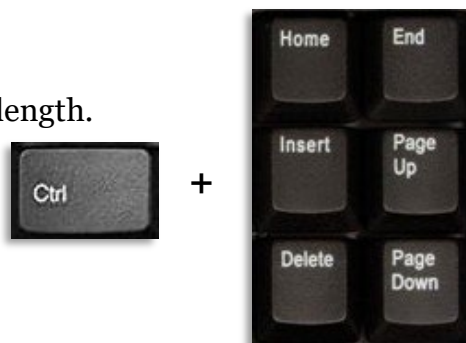 length.
Ctrl
+
Home
End
Insert
Page
Up
Delete
Page
Down